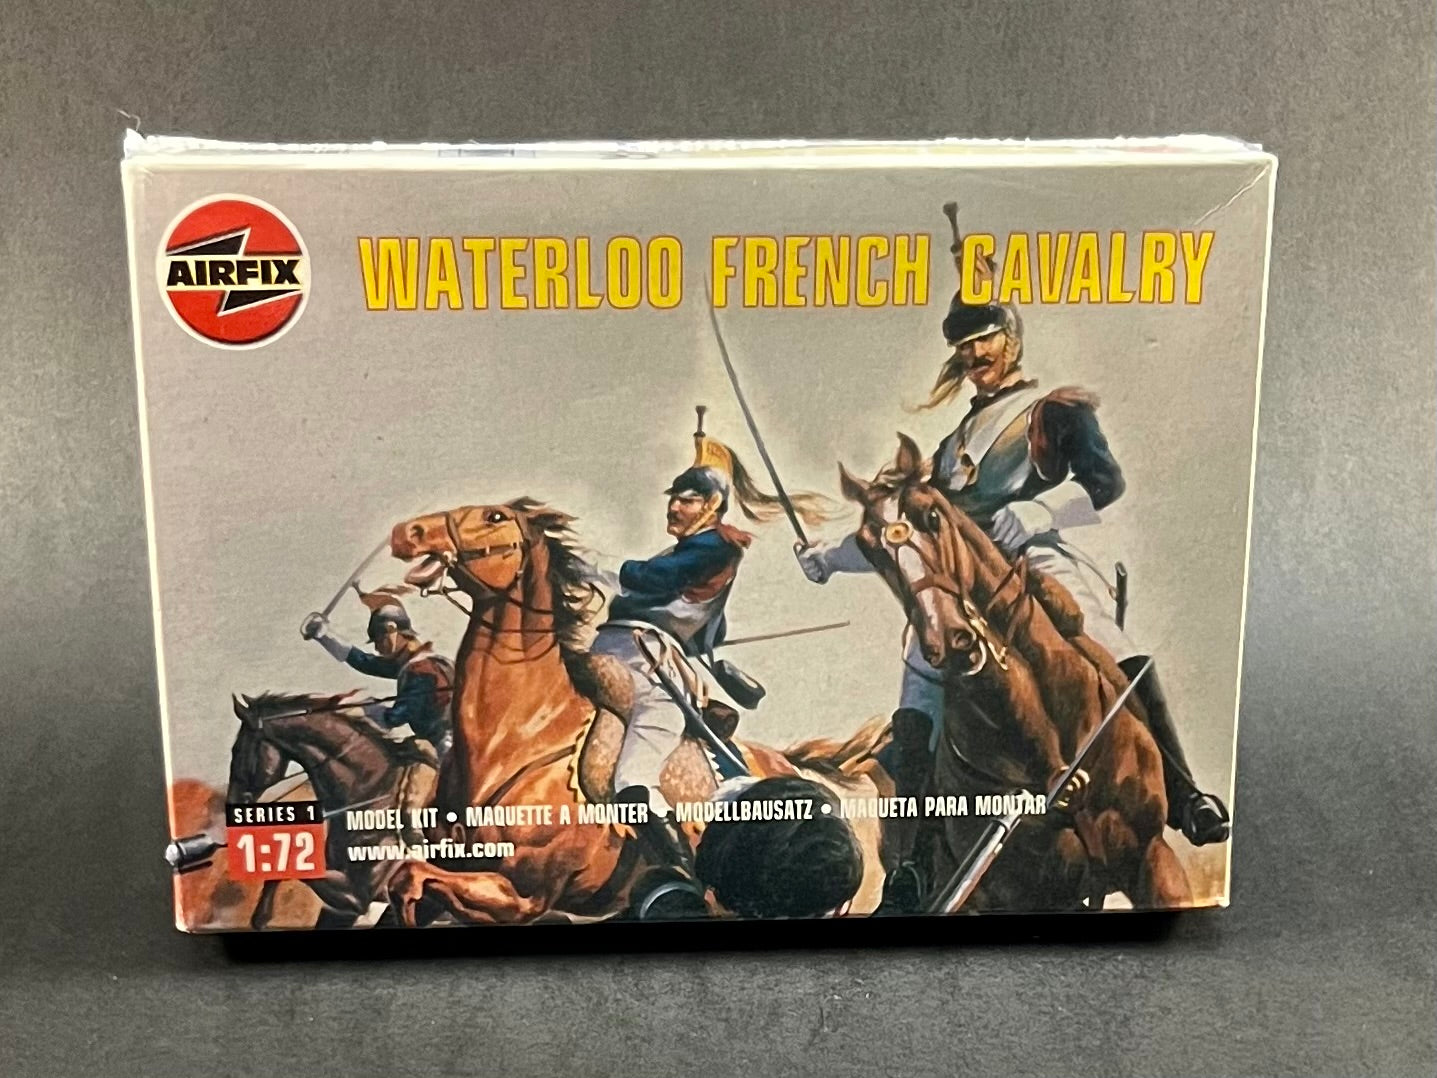 AIRFIX
WATERLOO FRENCH CAVALRY
SERIES 1
1:72
MODEL KIT • MAQUETTE A MONTER • MODELLBAUSATZ • MAQUETA PARA MONTAR
www.airfix.com